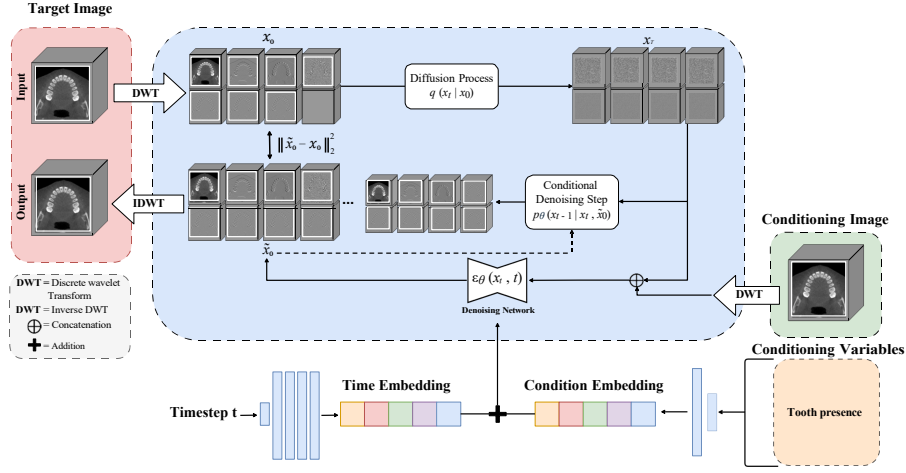 Target Image
Input
Output
DWT
IDWT
x₀
Diffusion Process
q (xₜ | x₀)
xₜ
‖ x̃₀ – x₀ ‖₂²
...
Conditional
Denoising Step
pθ (xₜ₋₁ | xₜ , x̃₀)
x̃₀
εθ (xₜ , t)
Denoising Network
Conditioning Image
DWT
DWT = Discrete wavelet
Transform
DWT = Inverse DWT
= Concatenation
= Addition
Conditioning Variables
Tooth presence
Timestep t
Time Embedding
Condition Embedding